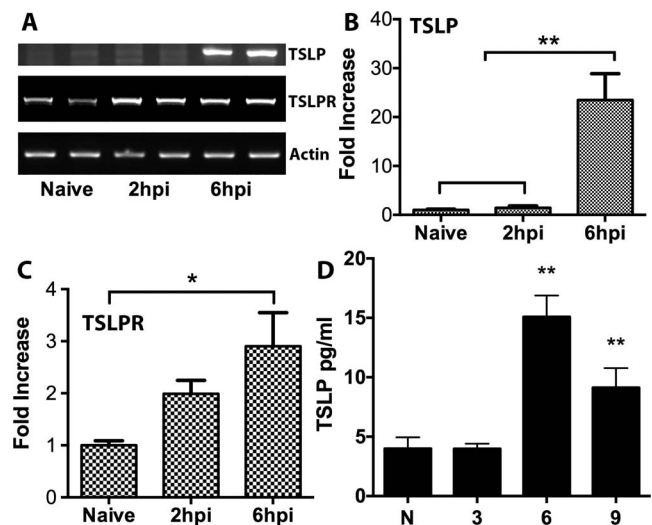 A
TSLP
TSLPR
Actin
Naive 2hpi 6hpi
B
TSLP
**
Fold Increase
40
30
20
10
0
Naive 2hpi 6hpi
C
TSLPR
*
Fold Increase
4
3
2
1
0
Naive 2hpi 6hpi
D
TSLP pg/ml
20
15
10
5
0
**
**
N 3 6 9